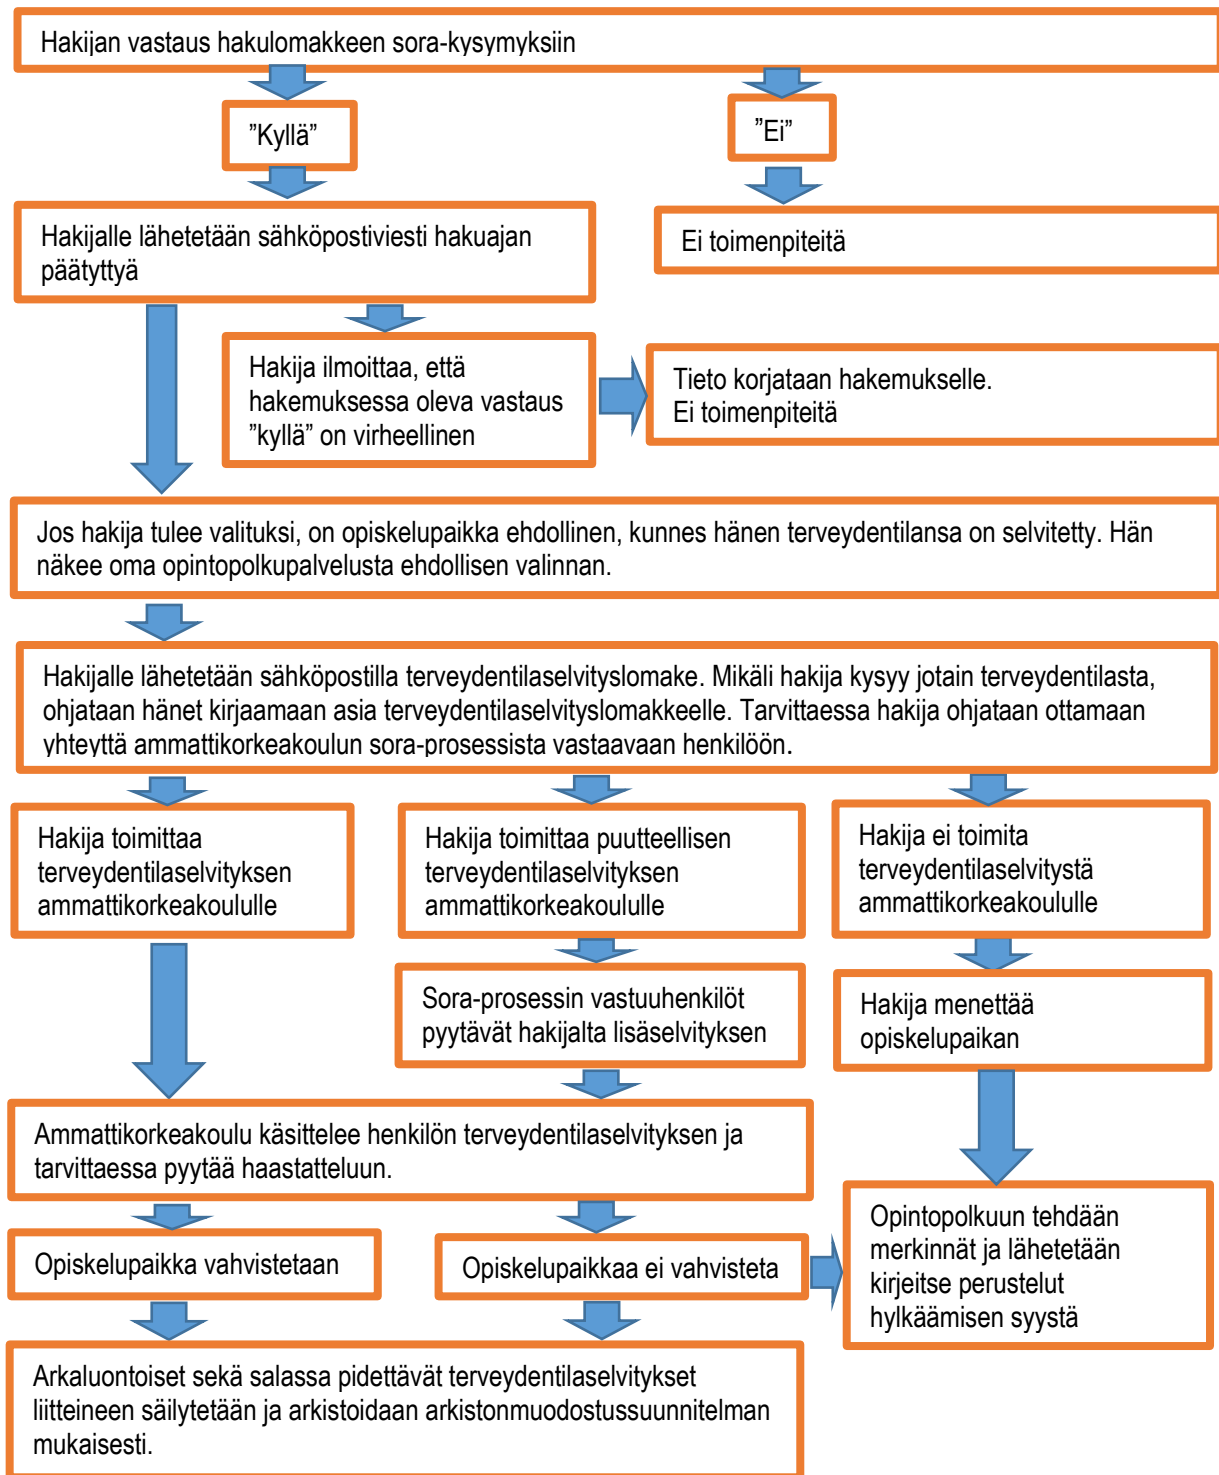 Hakijan vastaus hakulomakkeen sora-kysymyksiin
”Kyllä”
”Ei”
Hakijalle lähetetään sähköpostiviesti hakuajan
päätyttyä
Ei toimenpiteitä
Hakija ilmoittaa, että
hakemuksessa oleva vastaus
”kyllä” on virheellinen
Tieto korjataan hakemukselle.
Ei toimenpiteitä
Jos hakija tulee valituksi, on opiskelupaikka ehdollinen, kunnes hänen terveydentilansa on selvitetty. Hän
näkee oma opintopolkupalvelusta ehdollisen valinnan.
Hakijalle lähetetään sähköpostilla terveydentilaselvityslomake. Mikäli hakija kysyy jotain terveydentilasta,
ohjataan hänet kirjaamaan asia terveydentilaselvityslomakkeelle. Tarvittaessa hakija ohjataan ottamaan
yhteyttä ammattikorkeakoulun sora-prosessista vastaavaan henkilöön.
Hakija toimittaa
terveydentilaselvityksen
ammattikorkeakoululle
Hakija toimittaa puutteellisen
terveydentilaselvityksen
ammattikorkeakoululle
Hakija ei toimita
terveydentilaselvitystä
ammattikorkeakoululle
Sora-prosessin vastuuhenkilöt
pyytävät hakijalta lisäselvityksen
Hakija menettää
opiskelupaikan
Ammattikorkeakoulu käsittelee henkilön terveydentilaselvityksen ja
tarvittaessa pyytää haastatteluun.
Opiskelupaikka vahvistetaan
Opiskelupaikkaa ei vahvisteta
Opintopolkuun tehdään
merkinnät ja lähetetään
kirjeitse perustelut
hylkäämisen syystä
Arkaluontoiset sekä salassa pidettävät terveydentilaselvitykset
liitteineen säilytetään ja arkistoidaan arkistonmuodostussuunnitelman
mukaisesti.